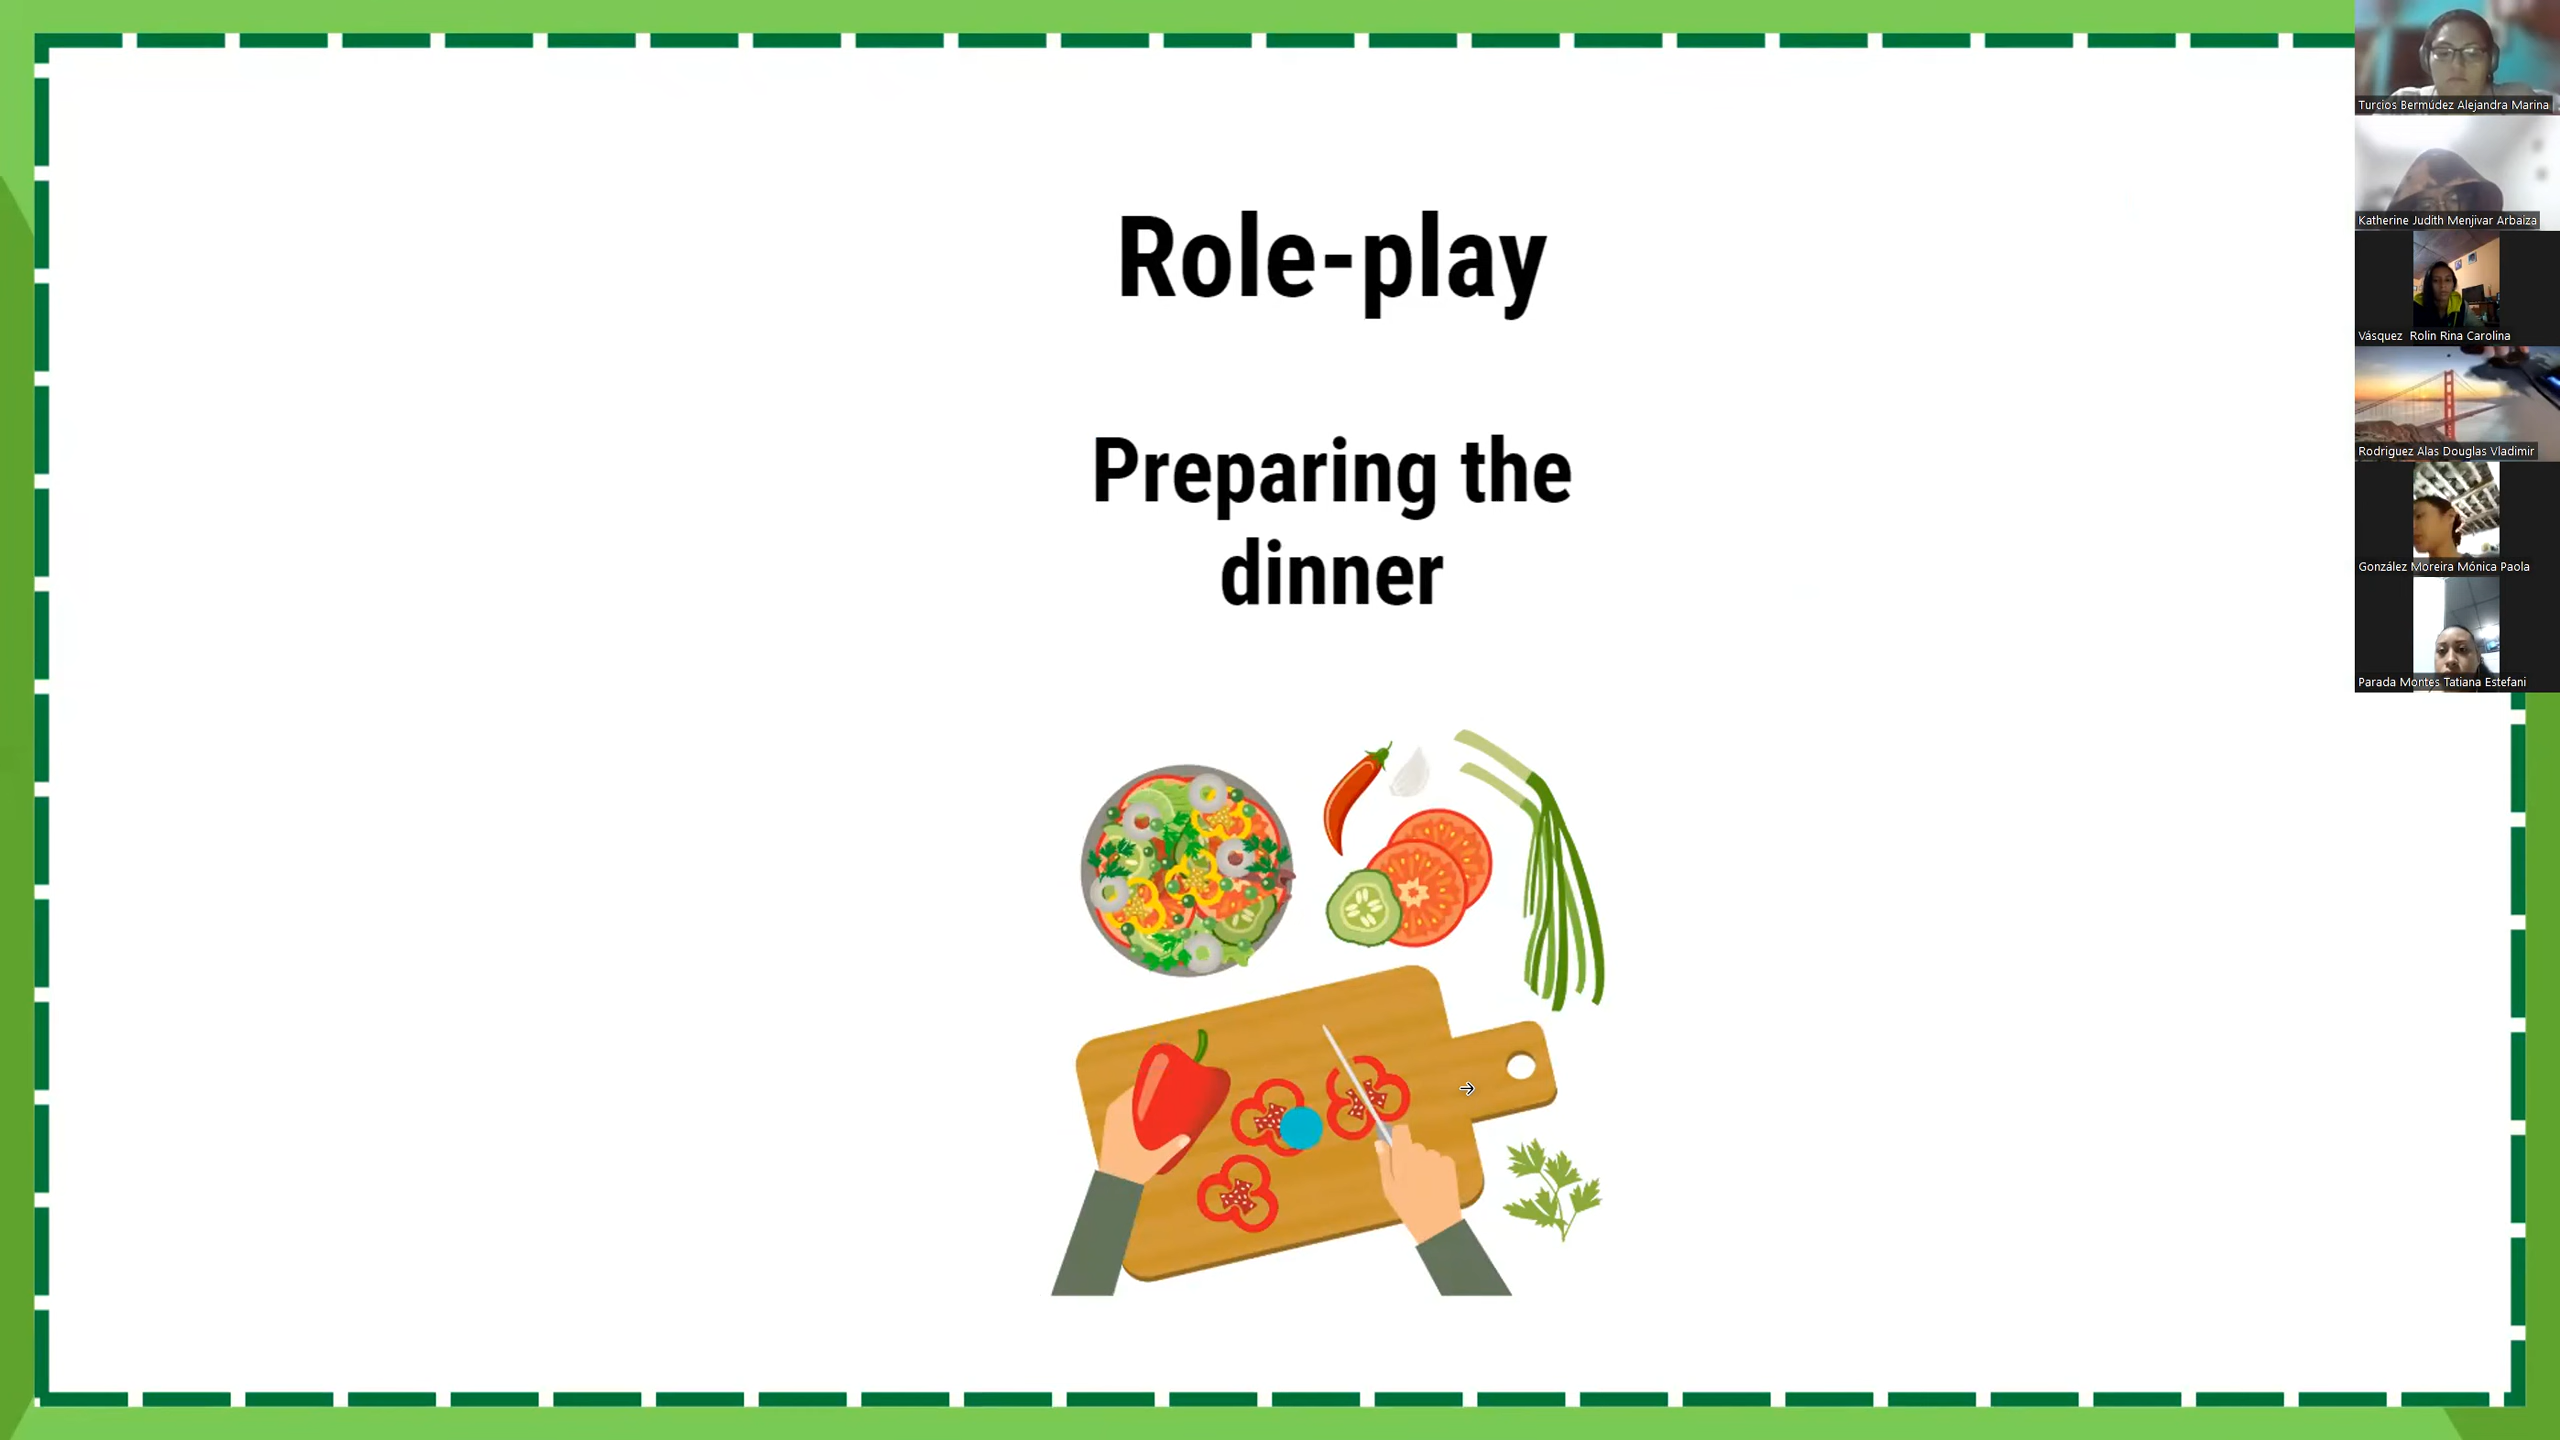 Role-play
Preparing the
dinner
Turcios Bermúdez Alejandra Marina
Katherine Judith Menjivar Arbaiza
Vásquez  Rolin Rina Carolina
Rodriguez Alas Douglas Vladimir
González Moreira Mónica Paola
Parada Montes Tatiana Estefani